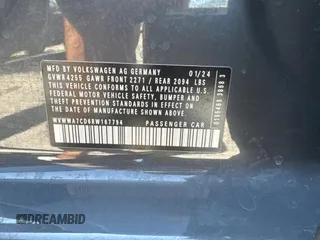 MFD BY VOLKSWAGEN AG GERMANY 01/24
GVWR4255 GAWR FRONT 2271 / REAR 2094 LBS
THIS VEHICLE CONFORMS TO ALL APPLICABLE U.S.
FEDERAL MOTOR VEHICLE SAFETY, BUMPER AND
THEFT PREVENTION STANDARDS IN EFFECT ON THE
DATE OF MANUFACTURE SHOWN ABOVE.
PASSENGER CAR
DREAMBID